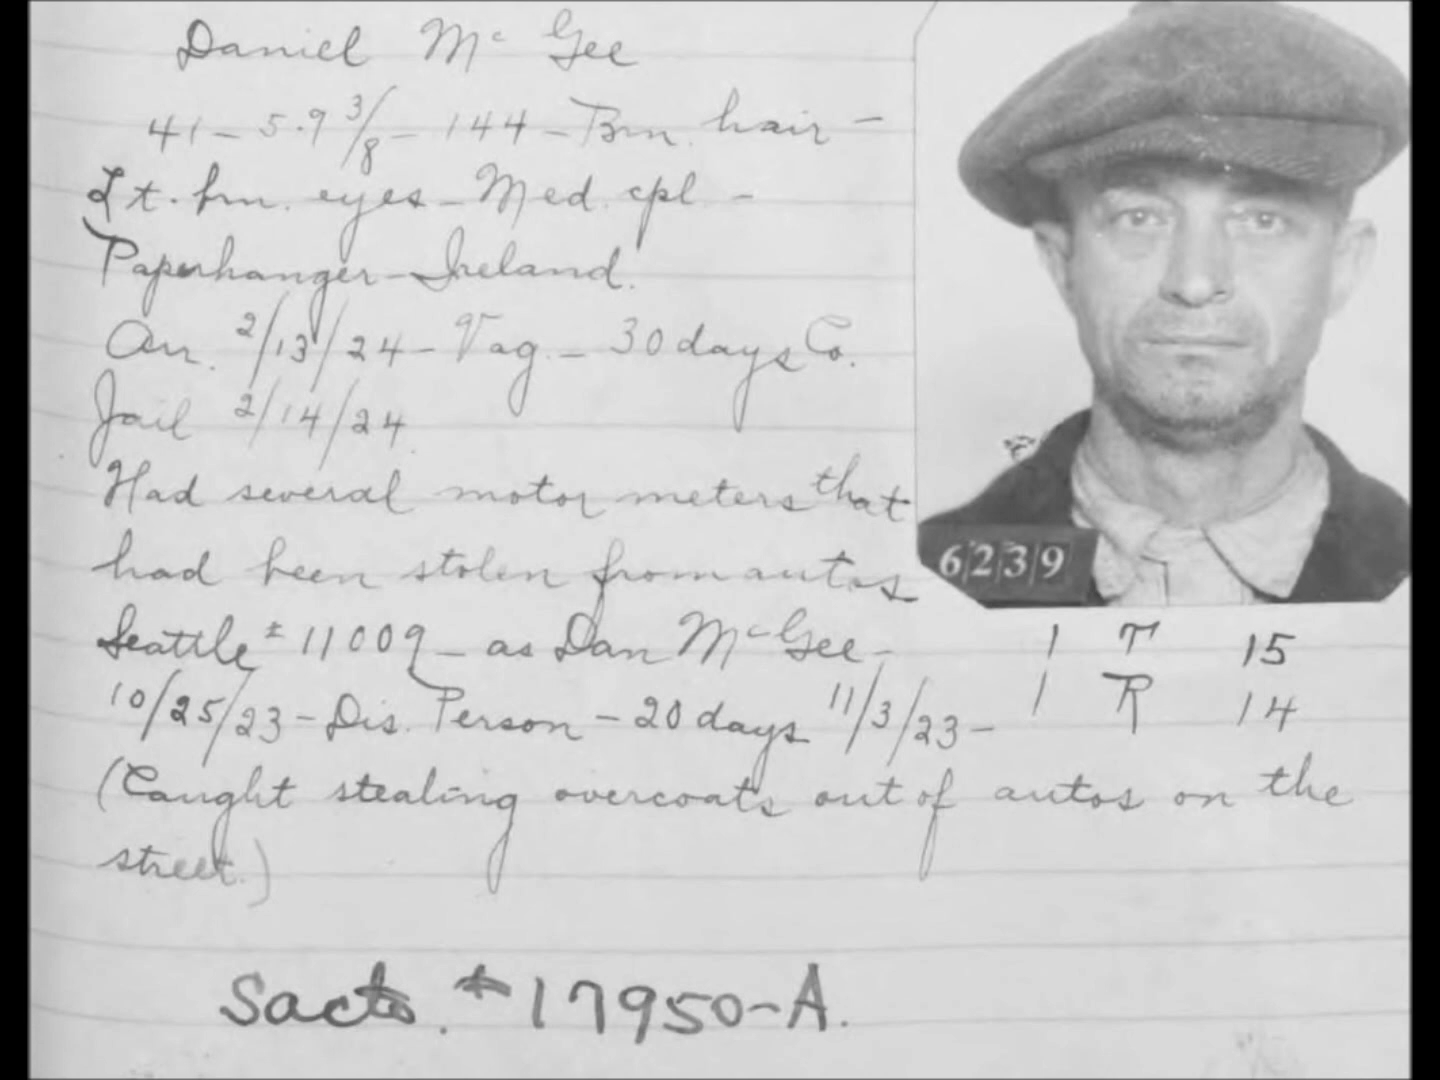 Daniel McGee
41 - 5-9 3/8 - 144 - Brn. hair -
Lt. brn. eyes - Med. cpl. -
Paperhanger - Ireland.
Arr. 2/13/24 - Vag. - 30 days Co.
Jail 2/14/24
Had several motor meters that
had been stolen from autos
6239
Seattle # 11009 - as Dan McGee -
10/25/23 - Dis. Person - 20 days 11/3/23 -
1 T 15
1 R 14
(Caught stealing overcoats out of autos on the
street.)
Sacto. # 17950-A.